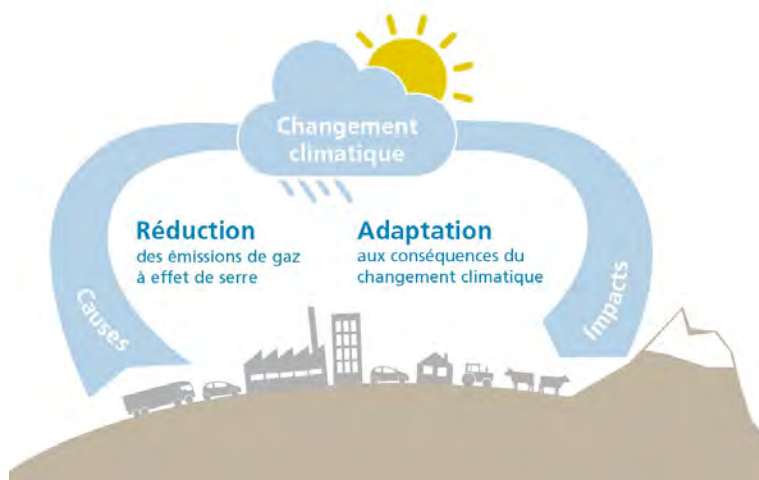 Changement
climatique
Réduction
des émissions de gaz
à effet de serre
Adaptation
aux conséquences du
changement climatique
Causes
Impacts